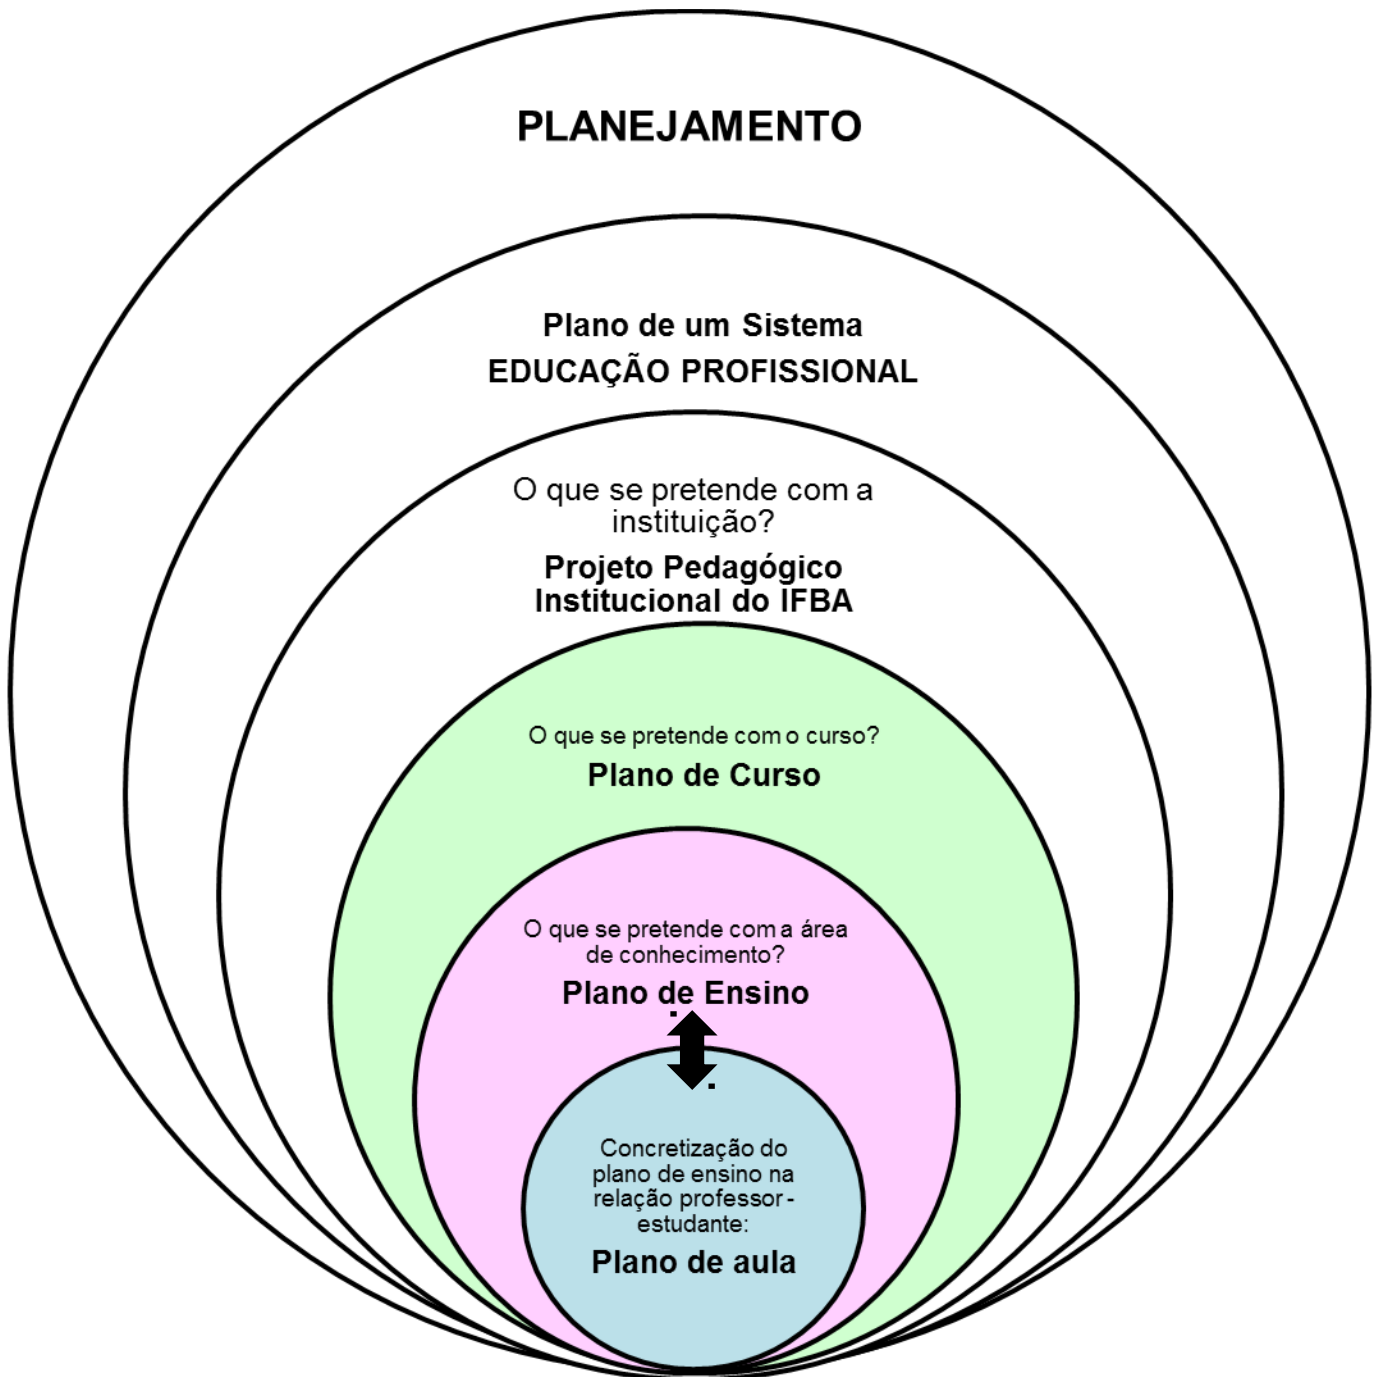 PLANEJAMENTO
Plano de um Sistema
EDUCAÇÃO PROFISSIONAL
O que se pretende com a
instituição?
Projeto Pedagógico
Institucional do IFBA
O que se pretende com o curso?
Plano de Curso
O que se pretende com a área
de conhecimento?
Plano de Ensino
Concretização do
plano de ensino na
relação professor -
estudante:
Plano de aula